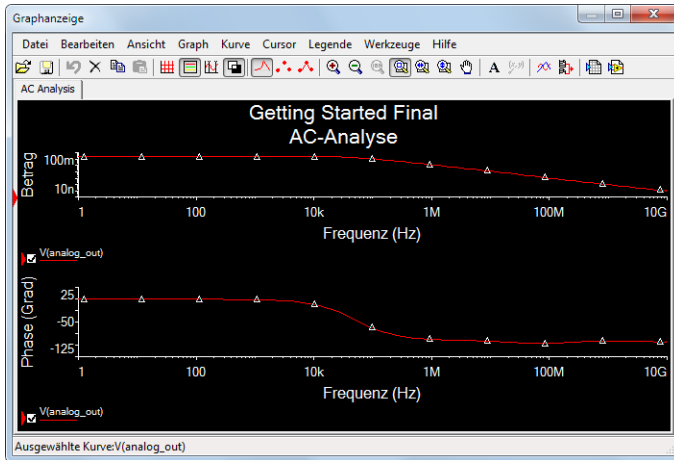 Graphanzeige
Datei Bearbeiten Ansicht Graph Kurve Cursor Legende Werkzeuge Hilfe
AC Analysis
Getting Started Final
AC-Analyse
Betrag
100m
10n
1 100 10k 1M 100M 10G
Frequenz (Hz)
V(analog_out)
Phase (Grad)
25
-50
-125
1 100 10k 1M 100M 10G
Frequenz (Hz)
V(analog_out)
Ausgewählte Kurve:V(analog_out)